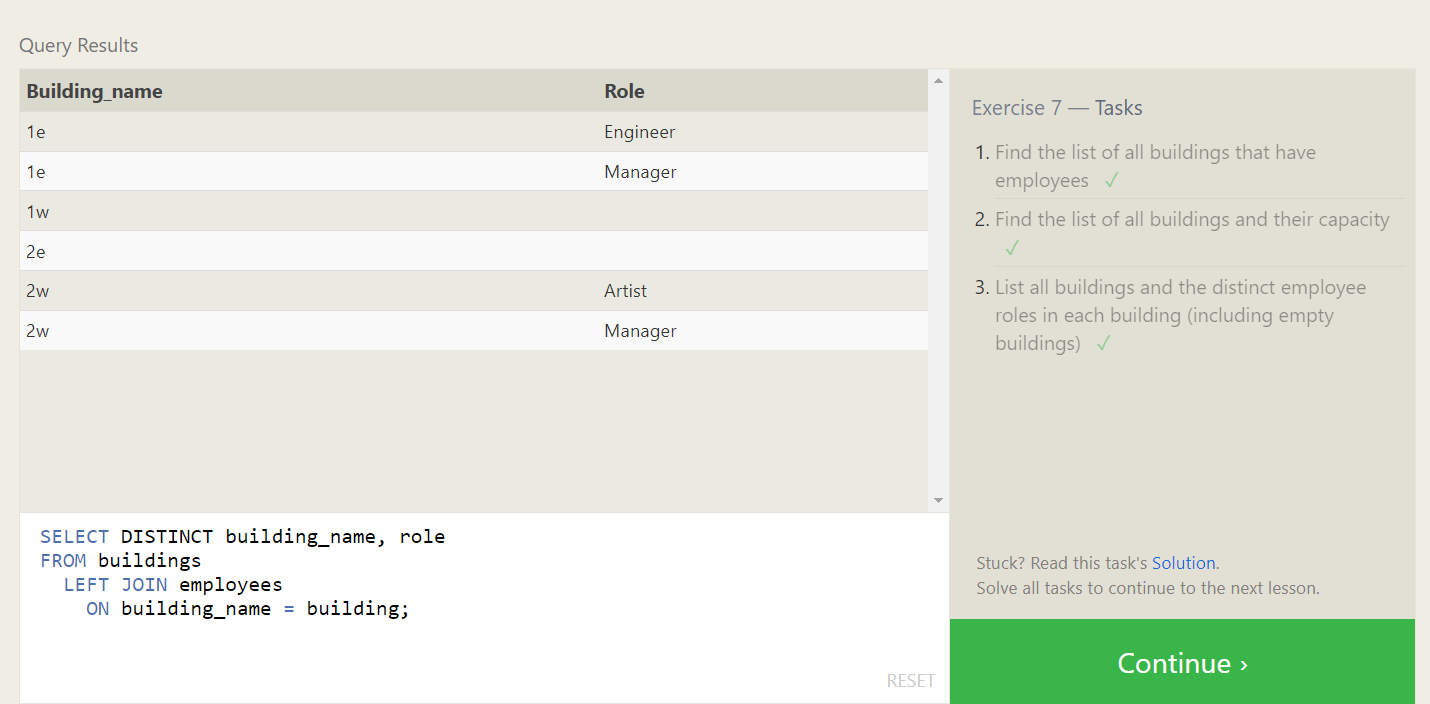 Query Results
Building_name Role
1e Engineer
1e Manager
1w
2e
2w Artist
2w Manager
SELECT DISTINCT building_name, role
FROM buildings
LEFT JOIN employees
ON building_name = building;
RESET
Exercise 7 — Tasks
1. Find the list of all buildings that have
employees ✓
2. Find the list of all buildings and their capacity
✓
3. List all buildings and the distinct employee
roles in each building (including empty
buildings) ✓
Stuck? Read this task's Solution.
Solve all tasks to continue to the next lesson.
Continue ›